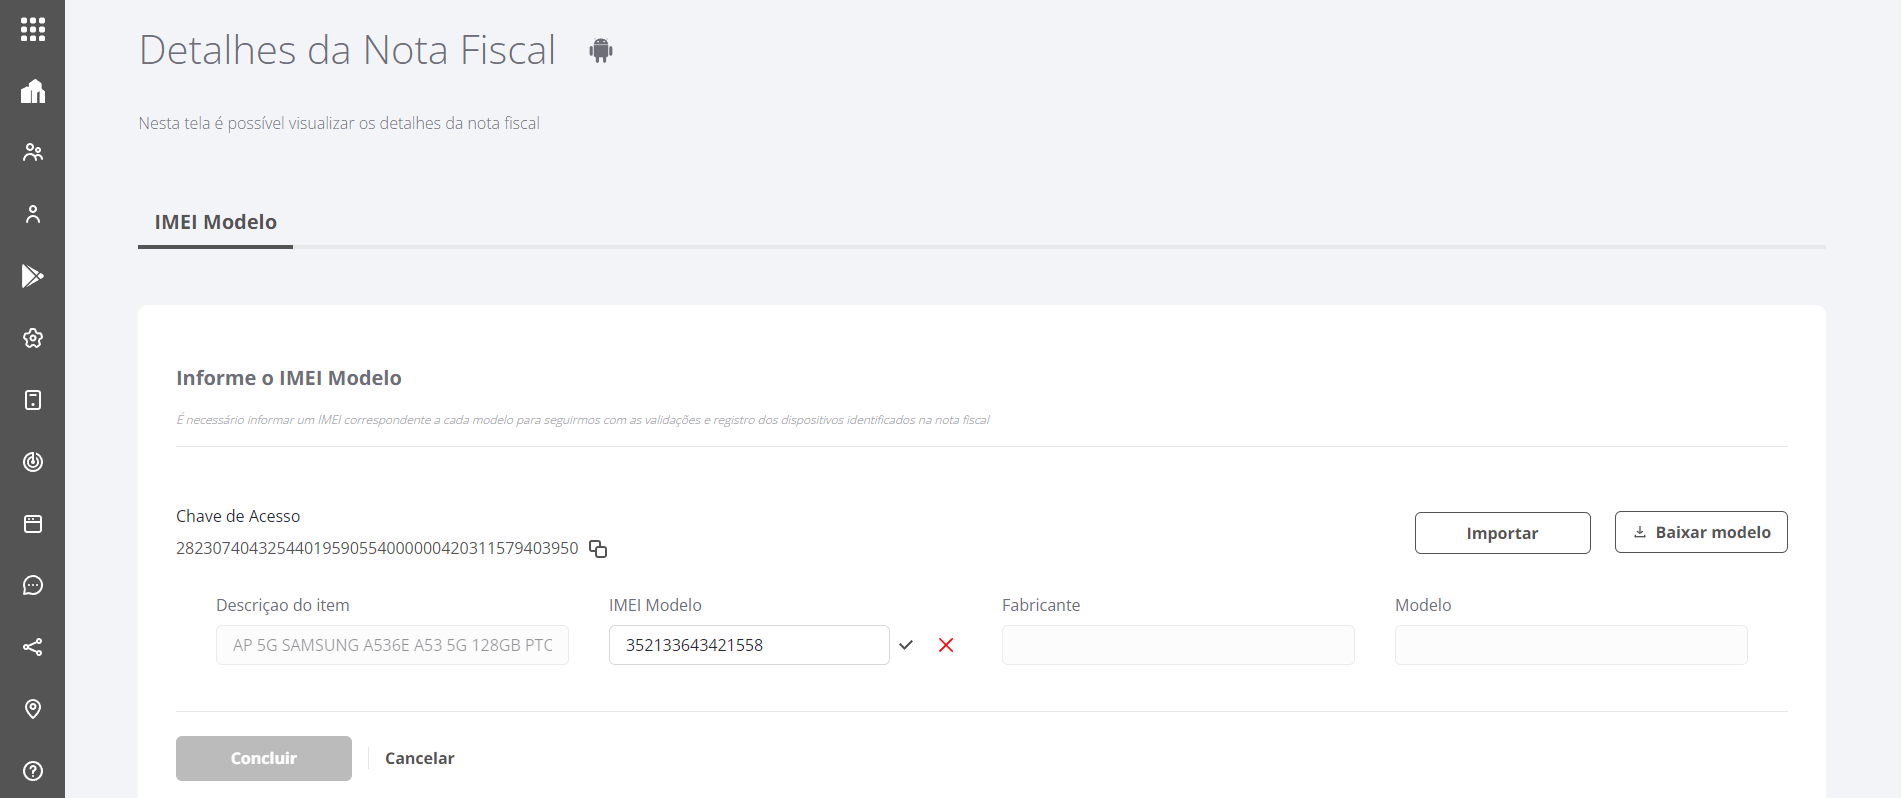 Detalhes da Nota Fiscal
Nesta tela é possível visualizar os detalhes da nota fiscal
IMEI Modelo
Informe o IMEI Modelo
É necessário informar um IMEI correspondente a cada modelo para seguirmos com as validações e registro dos dispositivos identificados na nota fiscal
Chave de Acesso
28230740432544019590554000000420311579403950
Importar
Baixar modelo
Descriçao do item
IMEI Modelo
Fabricante
Modelo
AP 5G SAMSUNG A536E A53 5G 128GB PTC
352133643421558
Concluir
Cancelar